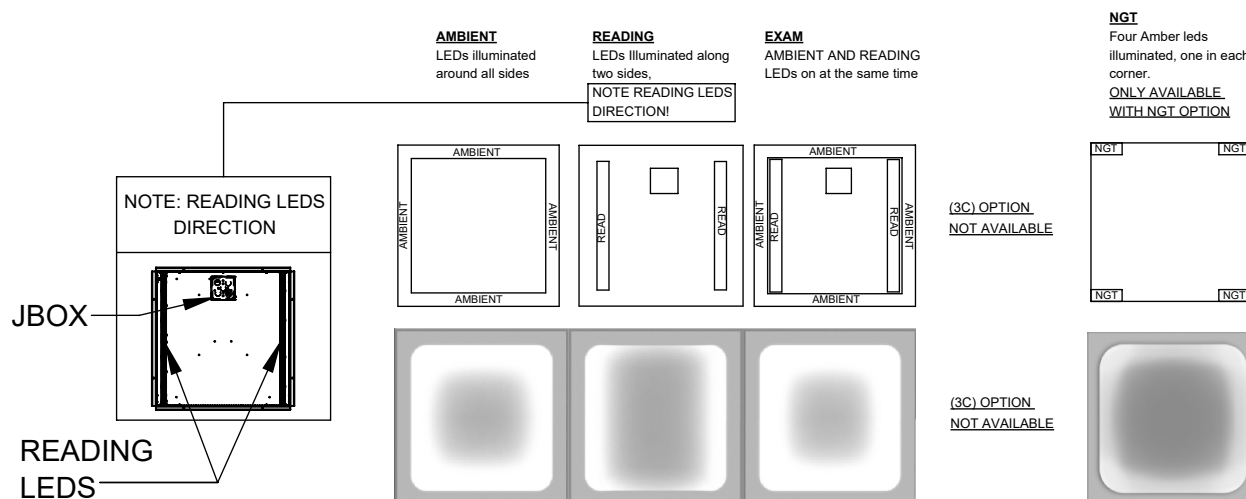 AMBIENT
LEDs illuminated
around all sides
READING
LEDs Illuminated along
two sides,
NOTE READING LEDS
DIRECTION!
EXAM
AMBIENT AND READING
LEDs on at the same time
NGT
Four Amber leds
illuminated, one in each
corner.
ONLY AVAILABLE
WITH NGT OPTION
NOTE: READING LEDS
DIRECTION
JBOX
READING
LEDS
AMBIENT
AMBIENT
AMBIENT
AMBIENT
READ
READ
AMBIENT
AMBIENT
READ
READ
AMBIENT
AMBIENT
(3C) OPTION
NOT AVAILABLE
NGT
NGT
NGT
NGT
(3C) OPTION
NOT AVAILABLE